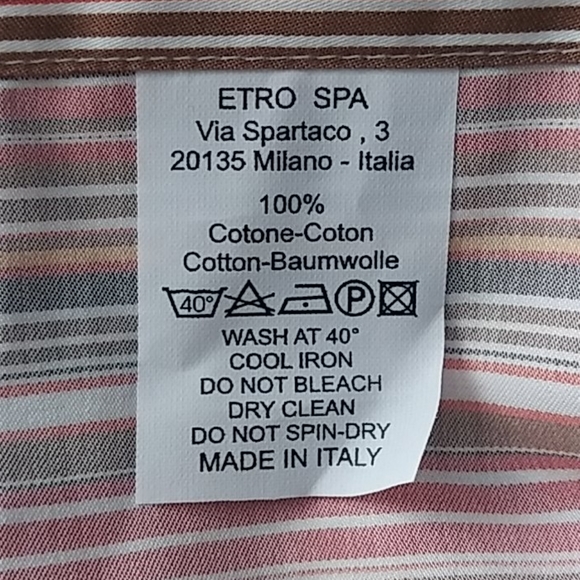 ETRO SPA
Via Spartaco , 3
20135 Milano - Italia
100%
Cotone-Coton
Cotton-Baumwolle
40° P
WASH AT 40°
COOL IRON
DO NOT BLEACH
DRY CLEAN
DO NOT SPIN-DRY
MADE IN ITALY